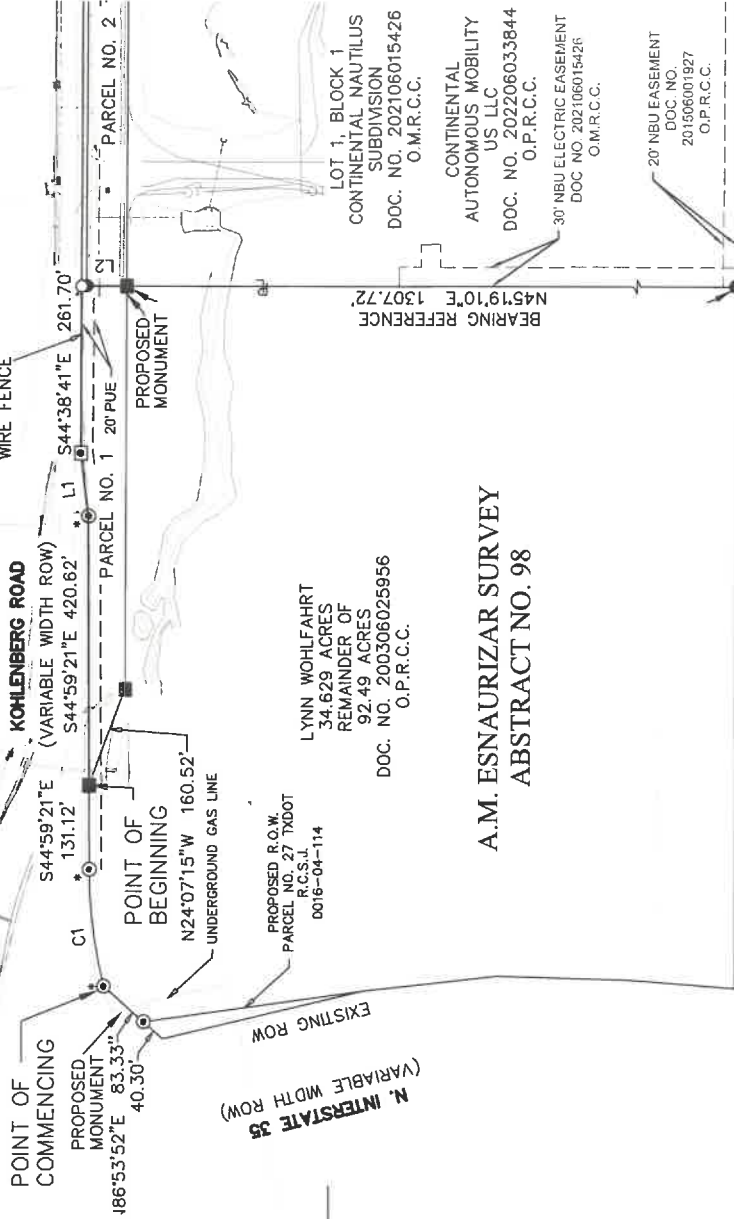 WIRE FENCE
KOHLENBERG ROAD
(VARIABLE WIDTH ROW)
S44°59'21"E
131.12'
S44°59'21"E 420.62'
L1
S44°38'41"E 261.70'
PARCEL NO. 1
20' PUE
L2
PARCEL NO. 2
C1
POINT OF
COMMENCING
PROPOSED
MONUMENT
N86°53'52"E 83.33"
40.30'
POINT OF
BEGINNING
N24°07'15"W 160.52'
UNDERGROUND GAS LINE
PROPOSED R.O.W.
PARCEL NO. 27 TXDOT
R.C.S.J.
0016-04-114
EXISTING ROW
N. INTERSTATE 35
(VARIABLE WIDTH ROW)
PROPOSED
MONUMENT
LYNN WOHLFAHRT
34.629 ACRES
REMAINDER OF
92.49 ACRES
DOC. NO. 200306025956
O.P.R.C.C.
A.M. ESNAURIZAR SURVEY
ABSTRACT NO. 98
BEARING REFERENCE
N45°19'10"E 1307.72'
LOT 1, BLOCK 1
CONTINENTAL NAUTILUS
SUBDIVISION
DOC. NO. 202106015426
O.M.R.C.C.
CONTINENTAL
AUTONOMOUS MOBILITY
US LLC
DOC. NO. 202206033844
O.P.R.C.C.
30' NBU ELECTRIC EASEMENT
DOC NO. 202106015426
O.M.R.C.C.
20' NBU EASEMENT
DOC NO.
201506001927
O.P.R.C.C.